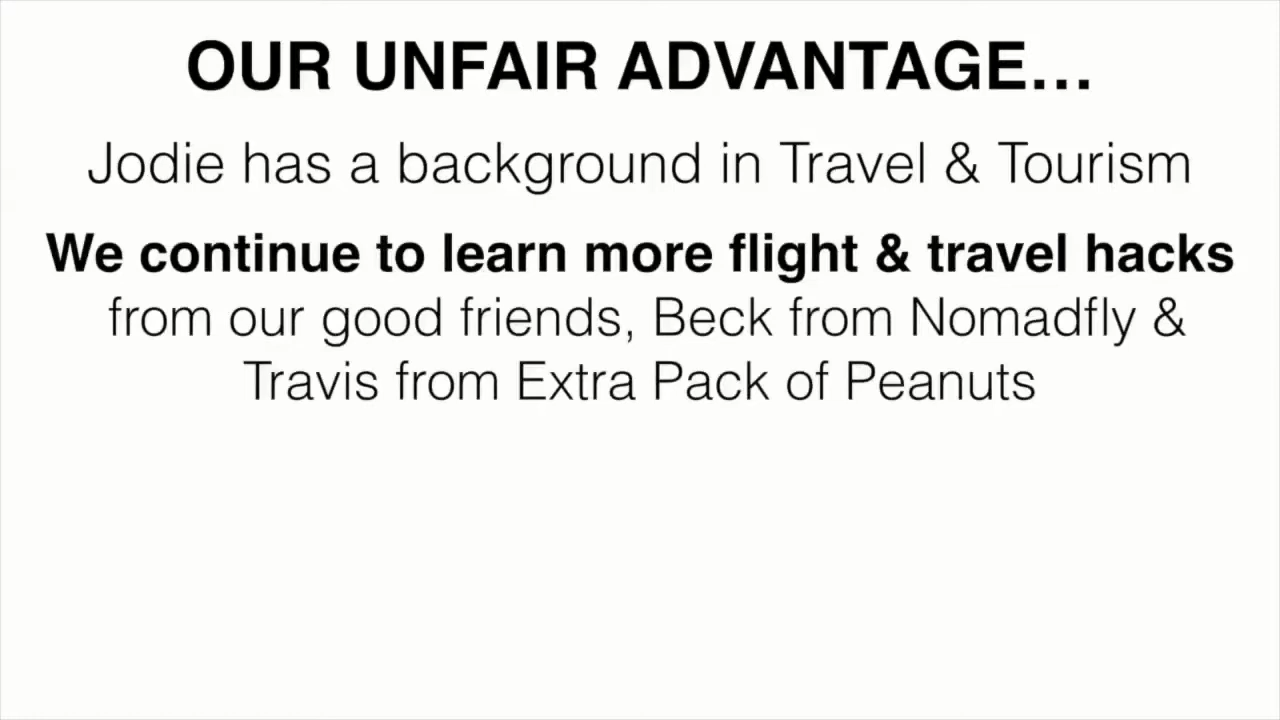 OUR UNFAIR ADVANTAGE...
Jodie has a background in Travel & Tourism
We continue to learn more flight & travel hacks
from our good friends, Beck from Nomadfly &
Travis from Extra Pack of Peanuts